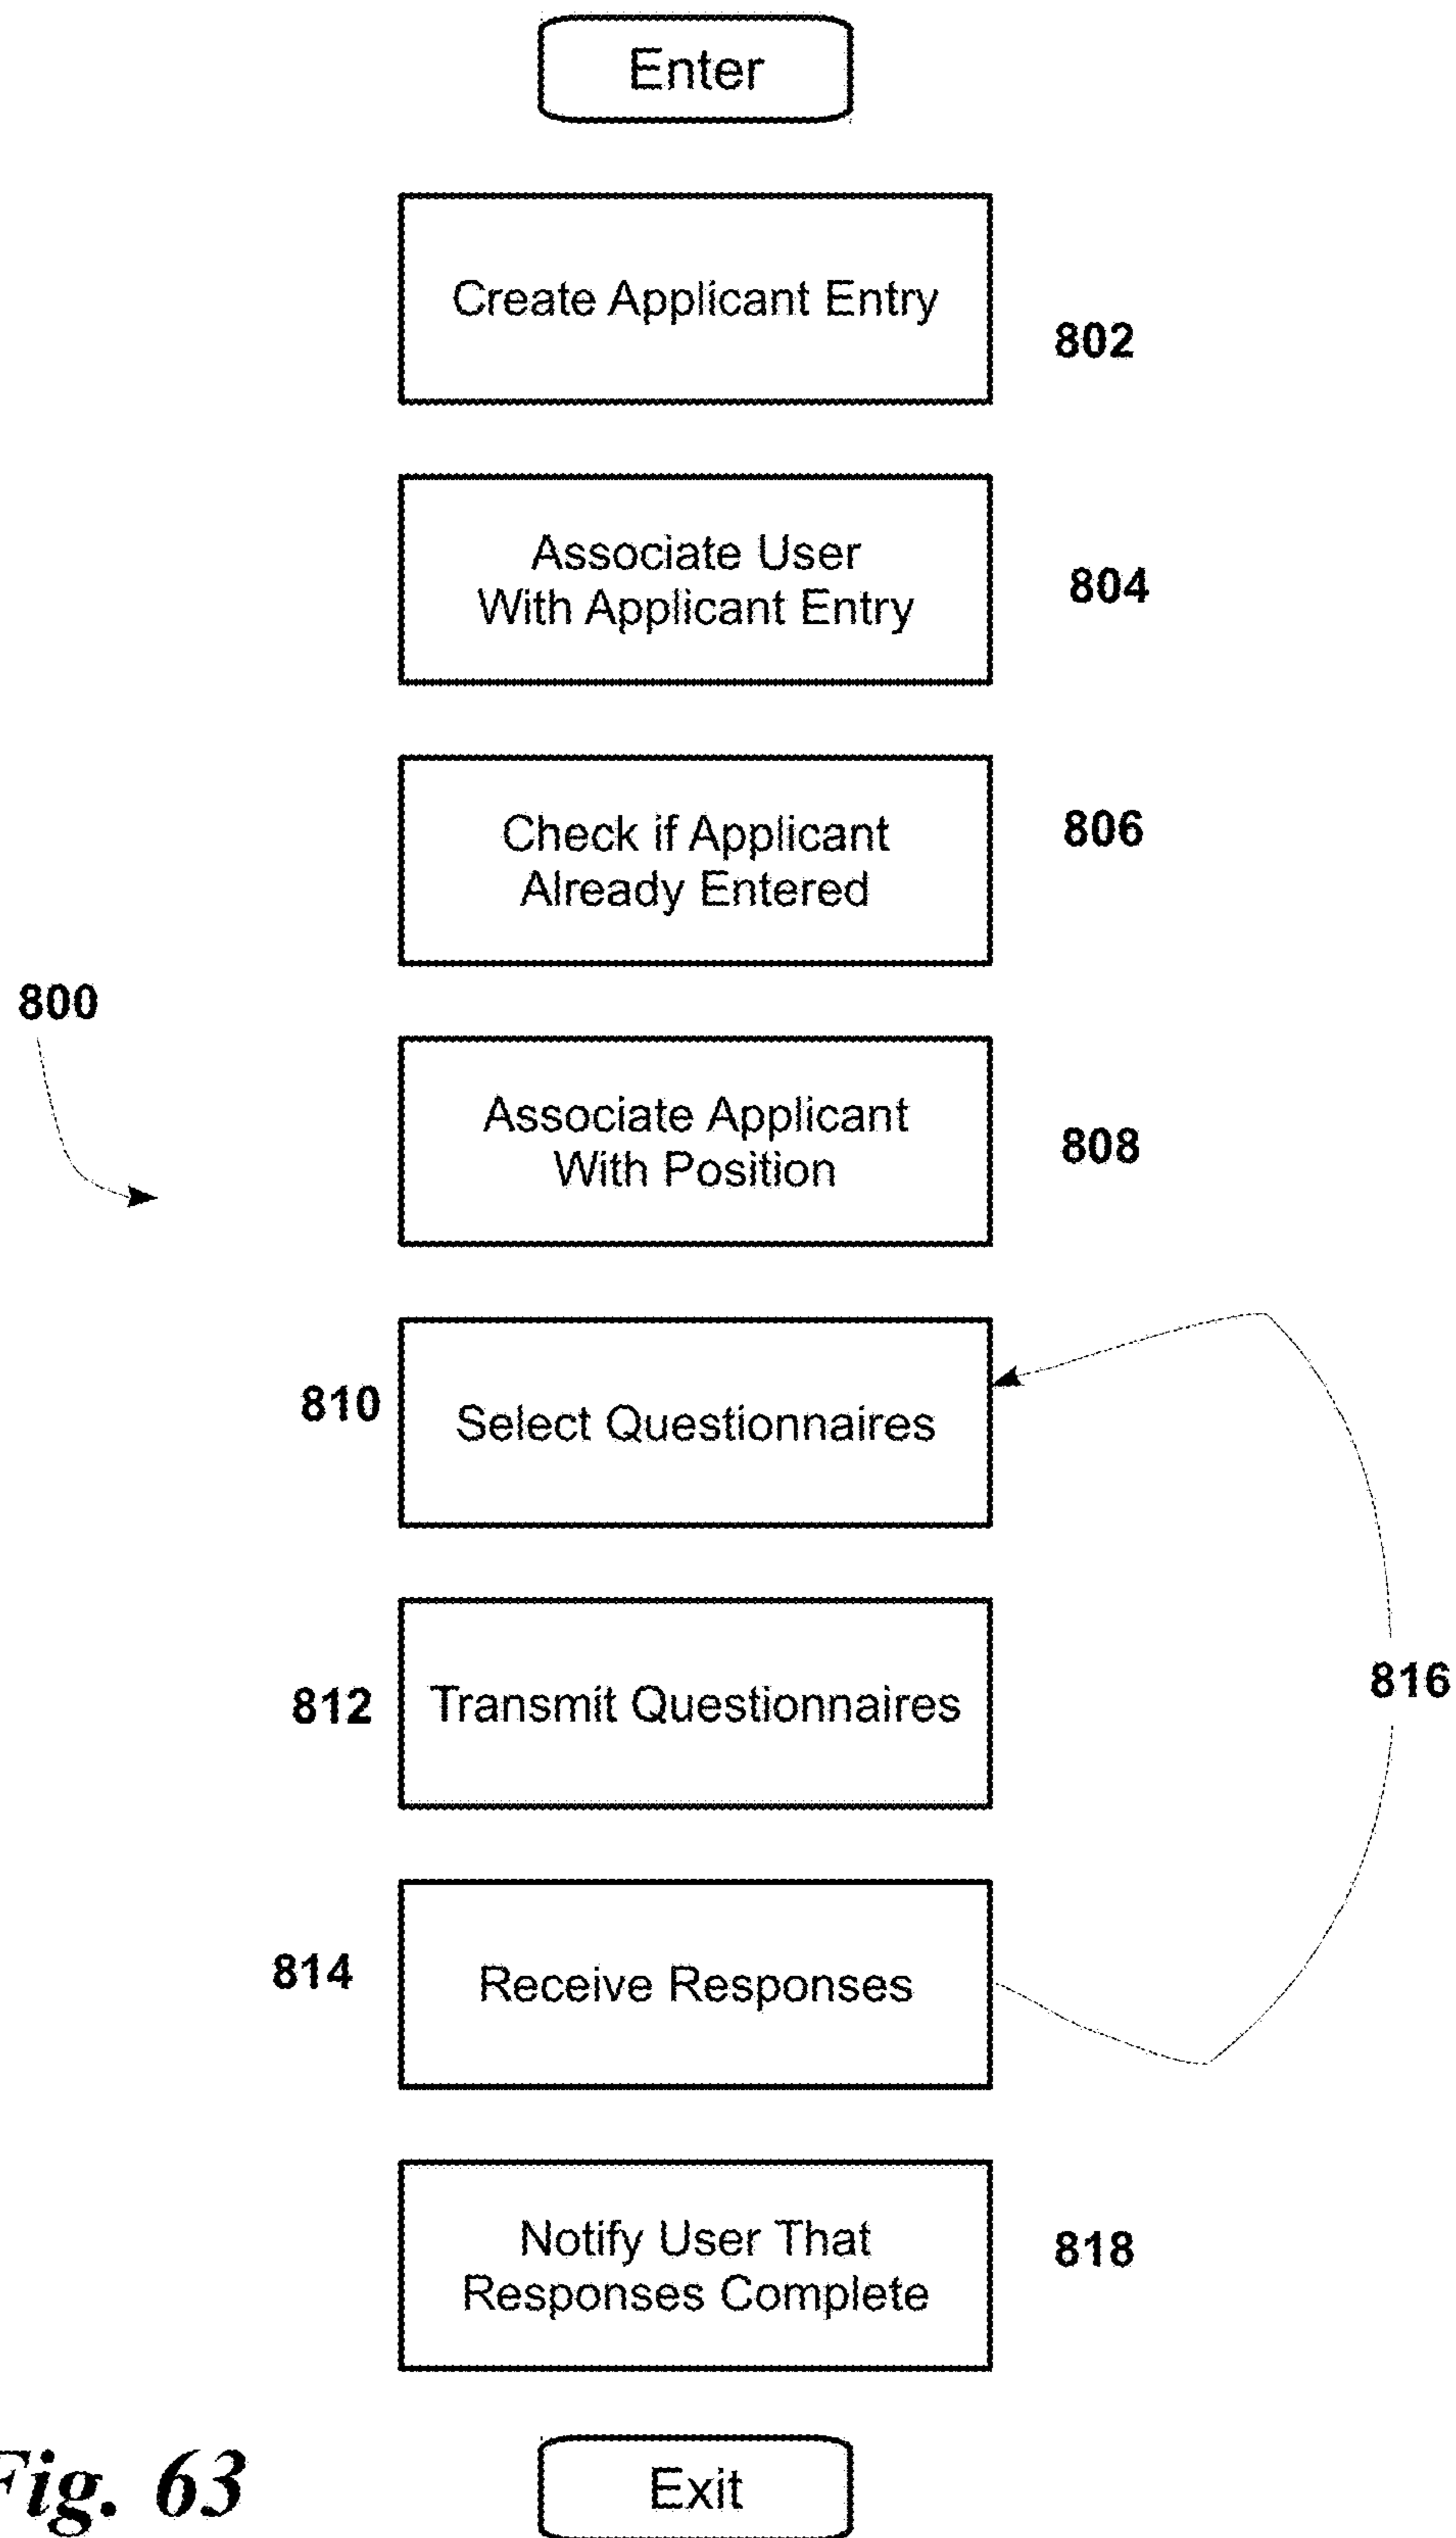 Enter
Create Applicant Entry
802
Associate User
With Applicant Entry
804
Check if Applicant
Already Entered
806
800
Associate Applicant
With Position
808
810
Select Questionnaires
812
Transmit Questionnaires
816
814
Receive Responses
Notify User That
Responses Complete
818
Fig. 63
Exit